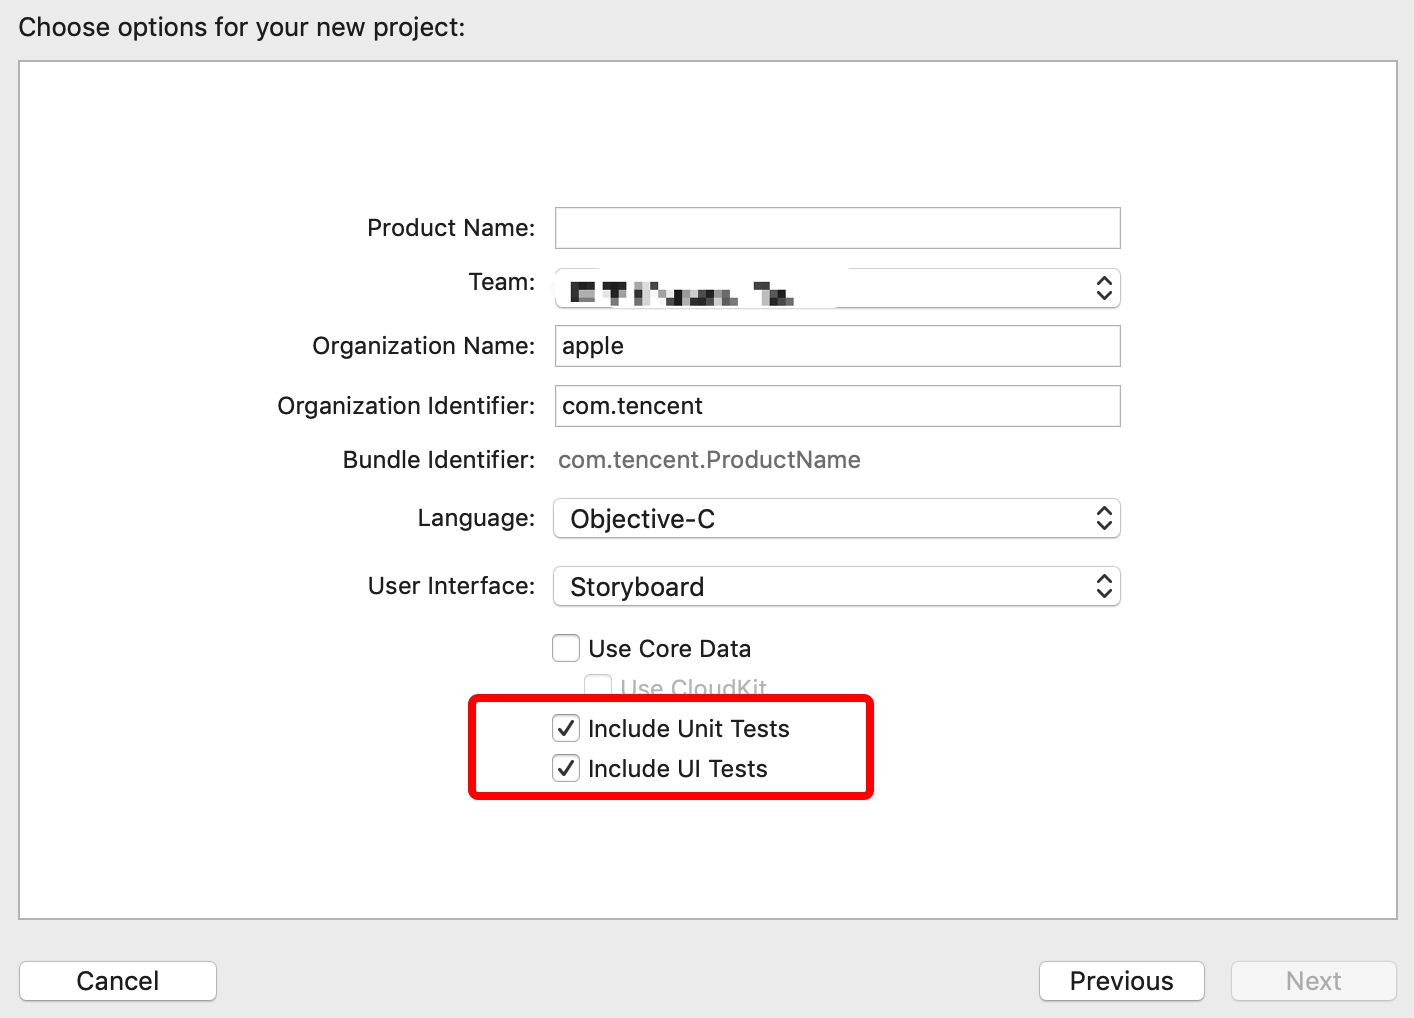 Choose options for your new project:
Product Name:
Team:
Organization Name: apple
Organization Identifier: com.tencent
Bundle Identifier: com.tencent.ProductName
Language: Objective-C
User Interface: Storyboard
Use Core Data
Use CloudKit
Include Unit Tests
Include UI Tests
Cancel Previous Next